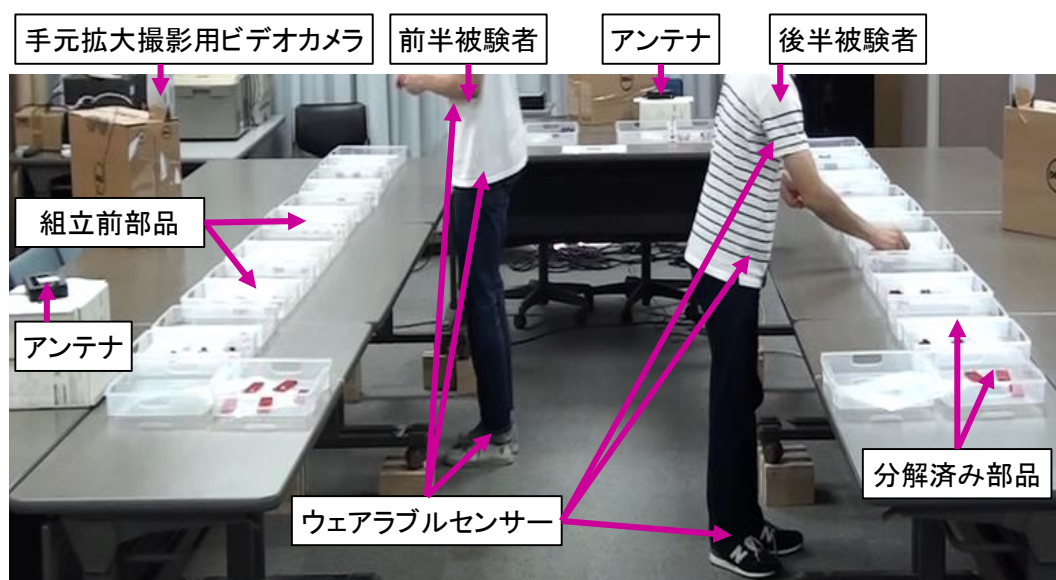 手元拡大撮影用ビデオカメラ
前半被験者
アンテナ
後半被験者
組立前部品
アンテナ
分解済み部品
ウェアラブルセンサー
N
N